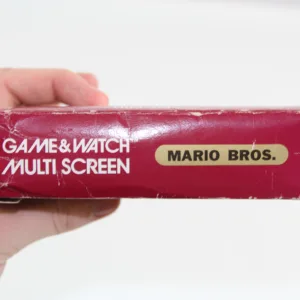 GAME&WATCH
MULTI SCREEN
MARIO BROS.